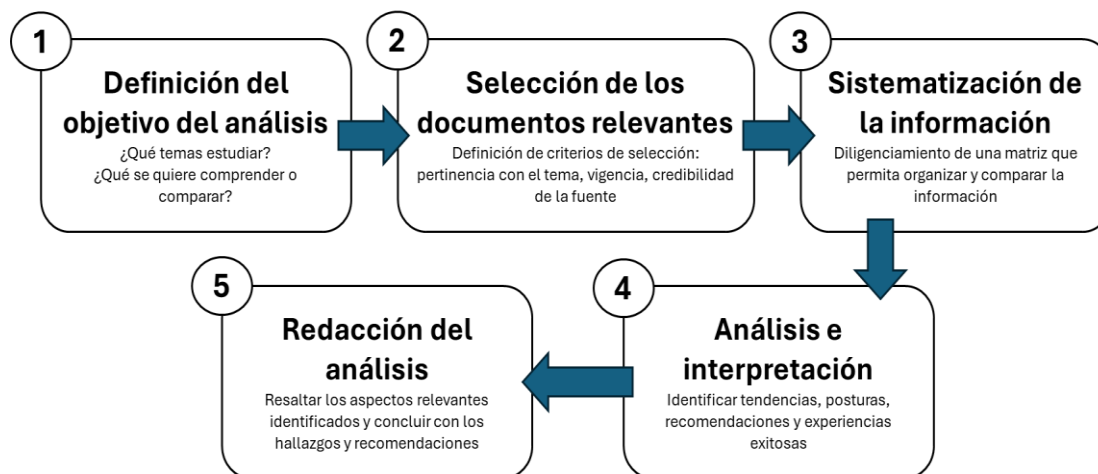 1
Definición del
objetivo del análisis
¿Qué temas estudiar?
¿Qué se quiere comprender o
comparar?
2
Selección de los
documentos relevantes
Definición de criterios de selección:
pertinencia con el tema, vigencia, credibilidad
de la fuente
3
Sistematización de
la información
Diligenciamiento de una matriz que
permita organizar y comparar la
información
4
Análisis e
interpretación
Identificar tendencias, posturas,
recomendaciones y experiencias
exitosas
5
Redacción del
análisis
Resaltar los aspectos relevantes
identificados y concluir con los
hallazgos y recomendaciones